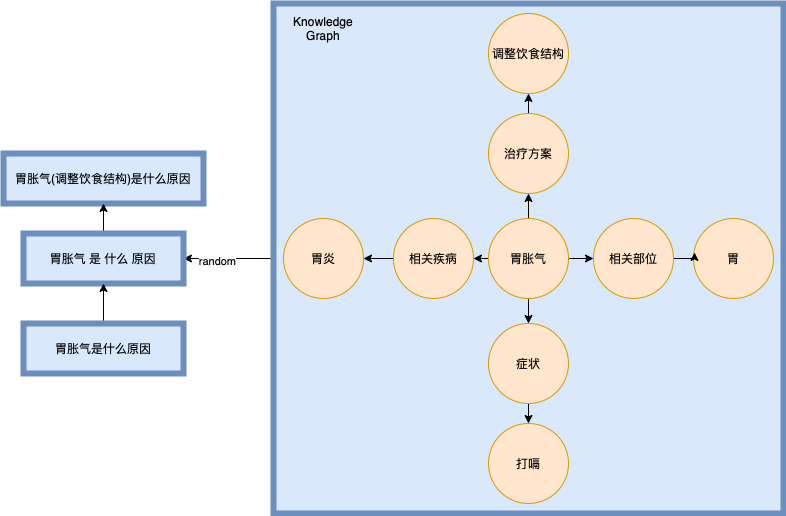 Knowledge
Graph
调整饮食结构
治疗方案
胃胀气(调整饮食结构)是什么原因
胃胀气 是 什么 原因
random
胃炎
相关疾病
胃胀气
相关部位
胃
胃胀气是什么原因
症状
打嗝